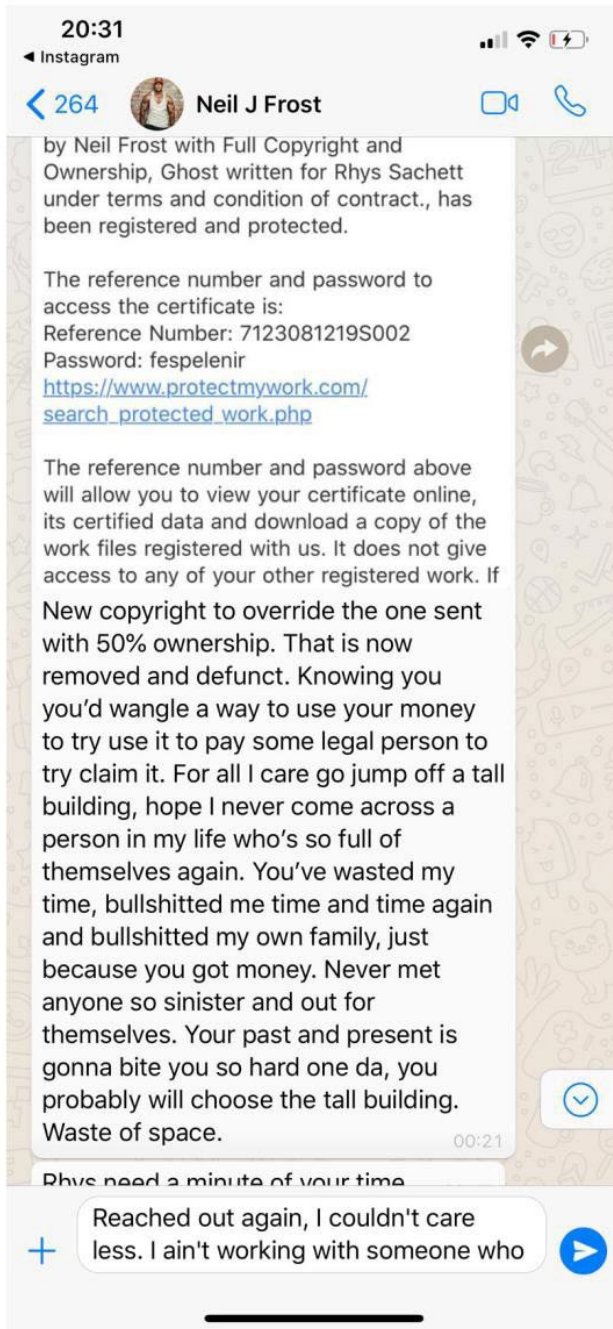 20:31
Instagram
264
Neil J Frost
by Neil Frost with Full Copyright and
Ownership, Ghost written for Rhys Sachett
under terms and condition of contract., has
been registered and protected.
The reference number and password to
access the certificate is:
Reference Number: 7123081219S002
Password: fespelenir
https://www.protectmywork.com/
search_protected_work.php
The reference number and password above
will allow you to view your certificate online,
its certified data and download a copy of the
work files registered with us. It does not give
access to any of your other registered work. If
New copyright to override the one sent
with 50% ownership. That is now
removed and defunct. Knowing you
you’d wangle a way to use your money
to try use it to pay some legal person to
try claim it. For all I care go jump off a tall
building, hope I never come across a
person in my life who’s so full of
themselves again. You’ve wasted my
time, bullshitted me time and time again
and bullshitted my own family, just
because you got money. Never met
anyone so sinister and out for
themselves. Your past and present is
gonna bite you so hard one da, you
probably will choose the tall building.
Waste of space.
00:21
Rhys need a minute of your time
Reached out again, I couldn't care
less. I ain't working with someone who